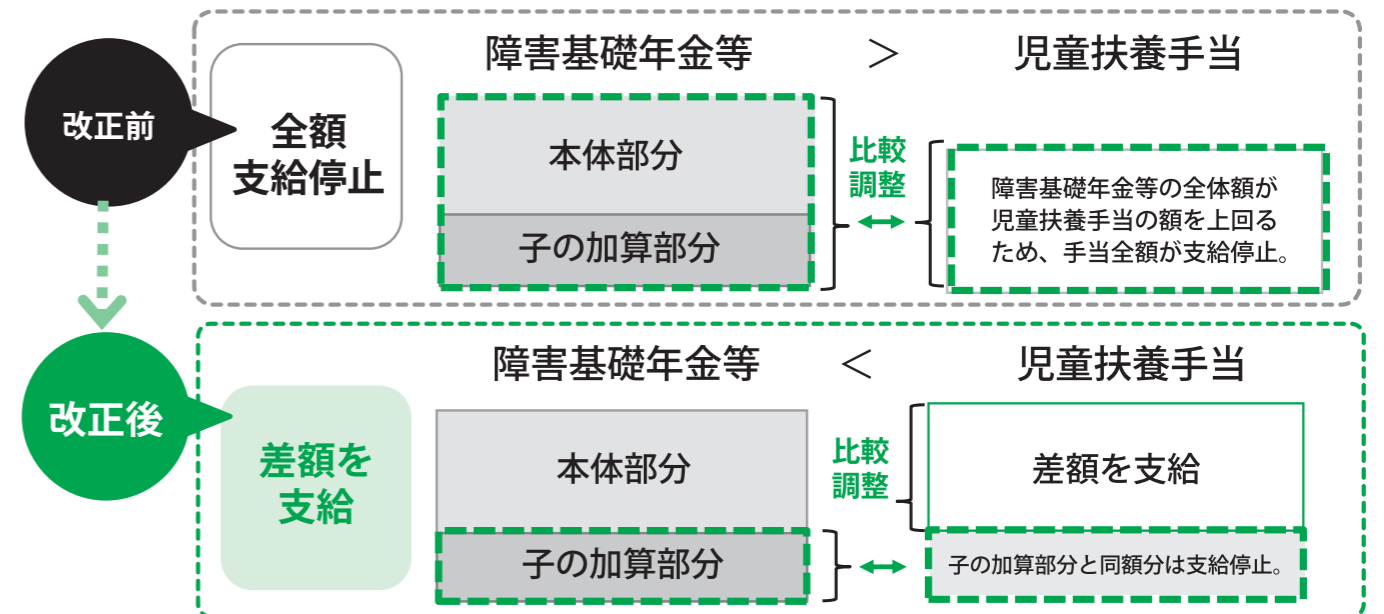 改正前
全額
支給停止
障害基礎年金等 ＞ 児童扶養手当
本体部分
子の加算部分
比較
調整
障害基礎年金等の全体額が
児童扶養手当の額を上回る
ため、手当全額が支給停止。
改正後
差額を
支給
障害基礎年金等 ＜ 児童扶養手当
本体部分
子の加算部分
比較
調整
差額を支給
子の加算部分と同額分は支給停止。